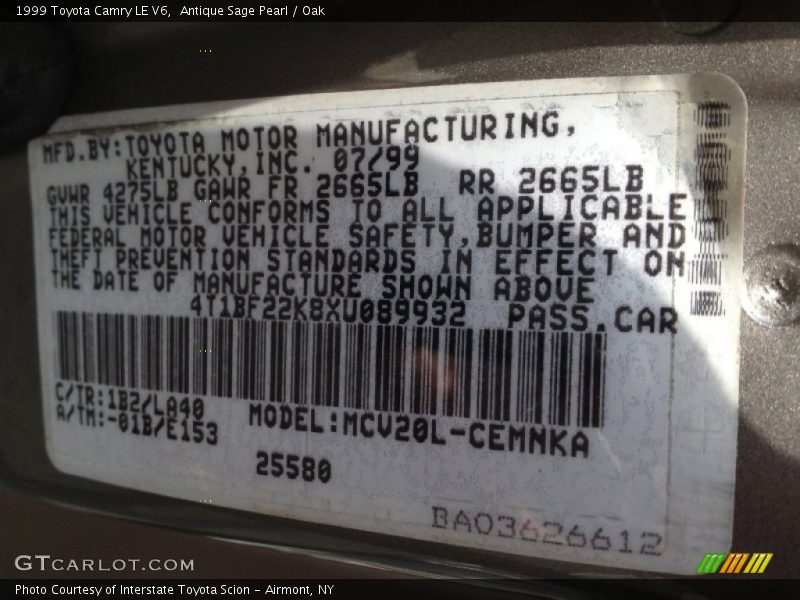 1999 Toyota Camry LE V6,  Antique Sage Pearl / Oak
MFD.BY:TOYOTA MOTOR MANUFACTURING,
KENTUCKY,INC. 07/99
GVWR 4275LB GAWR FR 2665LB RR 2665LB
THIS VEHICLE CONFORMS TO ALL APPLICABLE
FEDERAL MOTOR VEHICLE SAFETY,BUMPER AND
THEFT PREVENTION STANDARDS IN EFFECT ON
THE DATE OF MANUFACTURE SHOWN ABOVE
4T1BF22K8XU089932 PASS.CAR
C/TR:1B2/LA40
A/TM:-01B/E153
MODEL:MCV20L-CEMNKA
25580
BA03626612
GTCARLOT.COM
Photo Courtesy of Interstate Toyota Scion - Airmont, NY